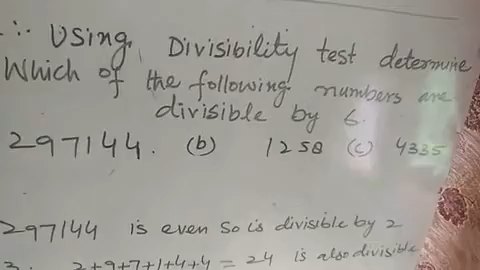 ∴ Using Divisibility test determine
Which of the following numbers are
divisible by 6.
297144. (b) 1258 (c) 4335
297144 is even So is divisible by 2
2+9+7+1+4+4 = 24 is also divisible